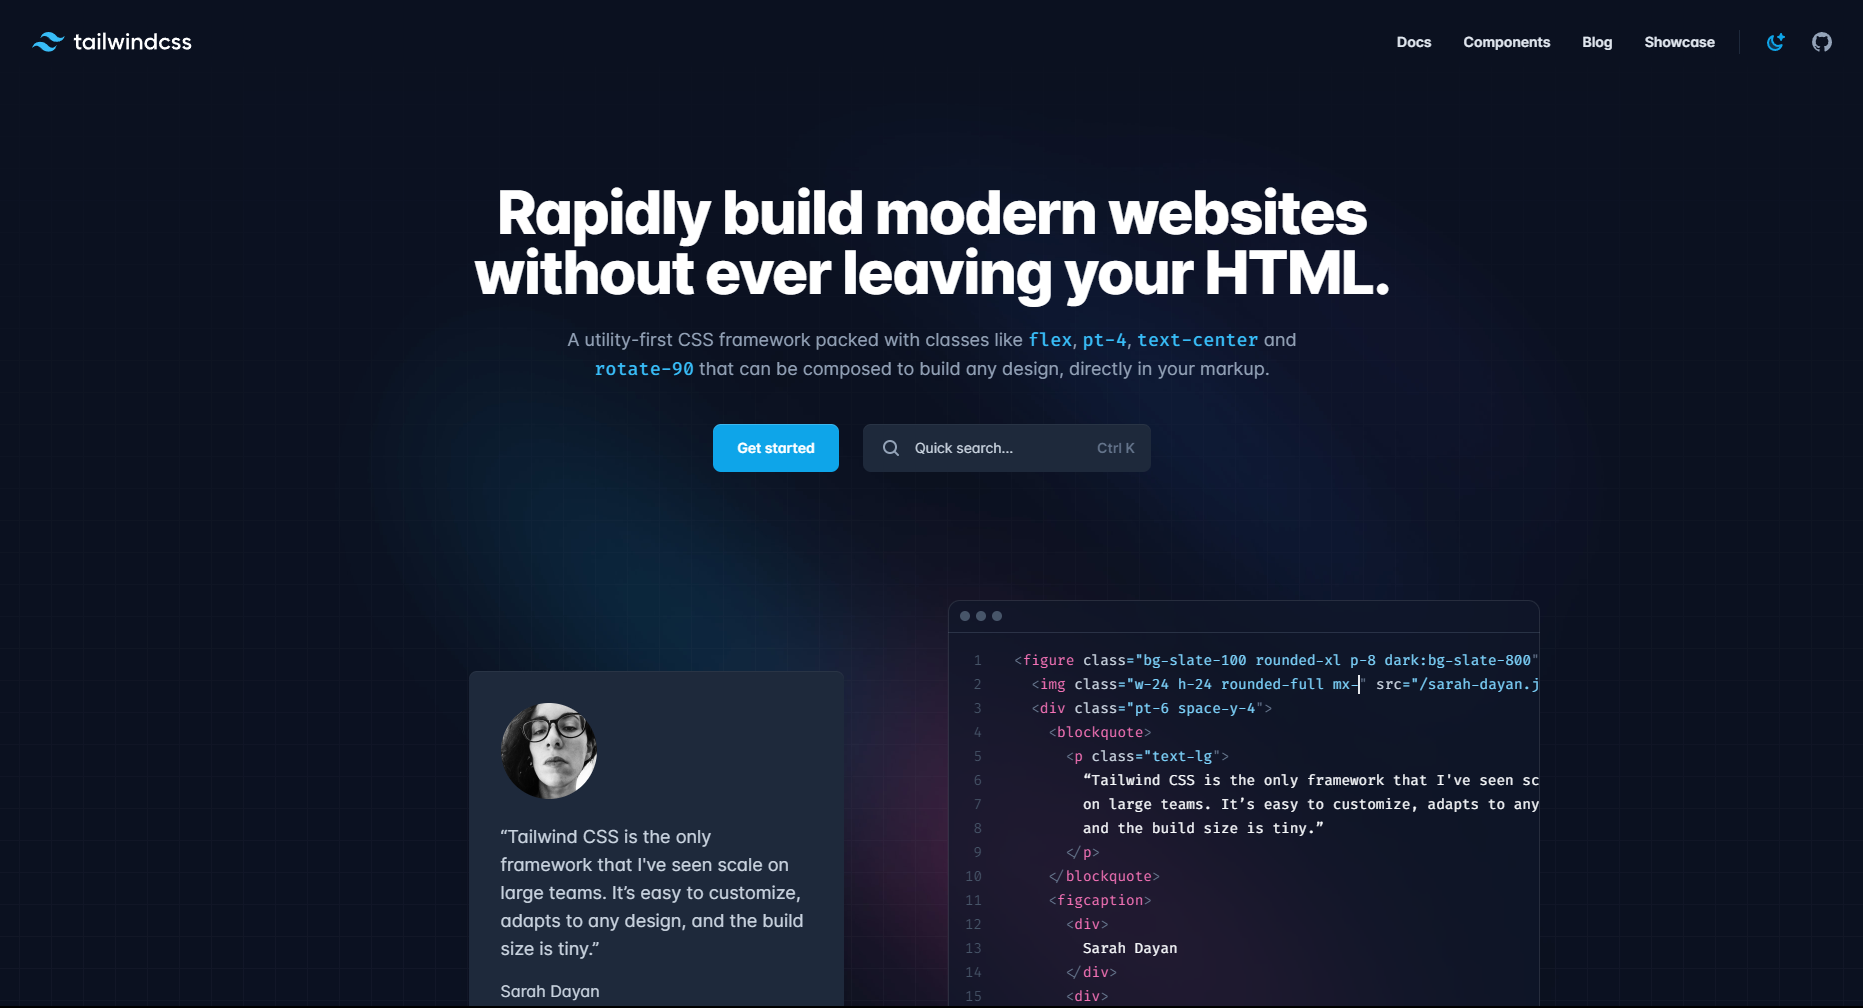 tailwindcss
Docs Components Blog Showcase
Rapidly build modern websites
without ever leaving your HTML.
A utility-first CSS framework packed with classes like flex, pt-4, text-center and
rotate-90 that can be composed to build any design, directly in your markup.
Get started
Quick search... Ctrl K
“Tailwind CSS is the only
framework that I've seen scale on
large teams. It’s easy to customize,
adapts to any design, and the build
size is tiny.”
Sarah Dayan
1 <figure class="bg-slate-100 rounded-xl p-8 dark:bg-slate-800"
2 <img class="w-24 h-24 rounded-full mx-" src="/sarah-dayan.j
3 <div class="pt-6 space-y-4">
4 <blockquote>
5 <p class="text-lg">
6 “Tailwind CSS is the only framework that I've seen sc
7 on large teams. It’s easy to customize, adapts to any
8 and the build size is tiny.”
9 </p>
10 </blockquote>
11 <figcaption>
12 <div>
13 Sarah Dayan
14 </div>
15 <div>